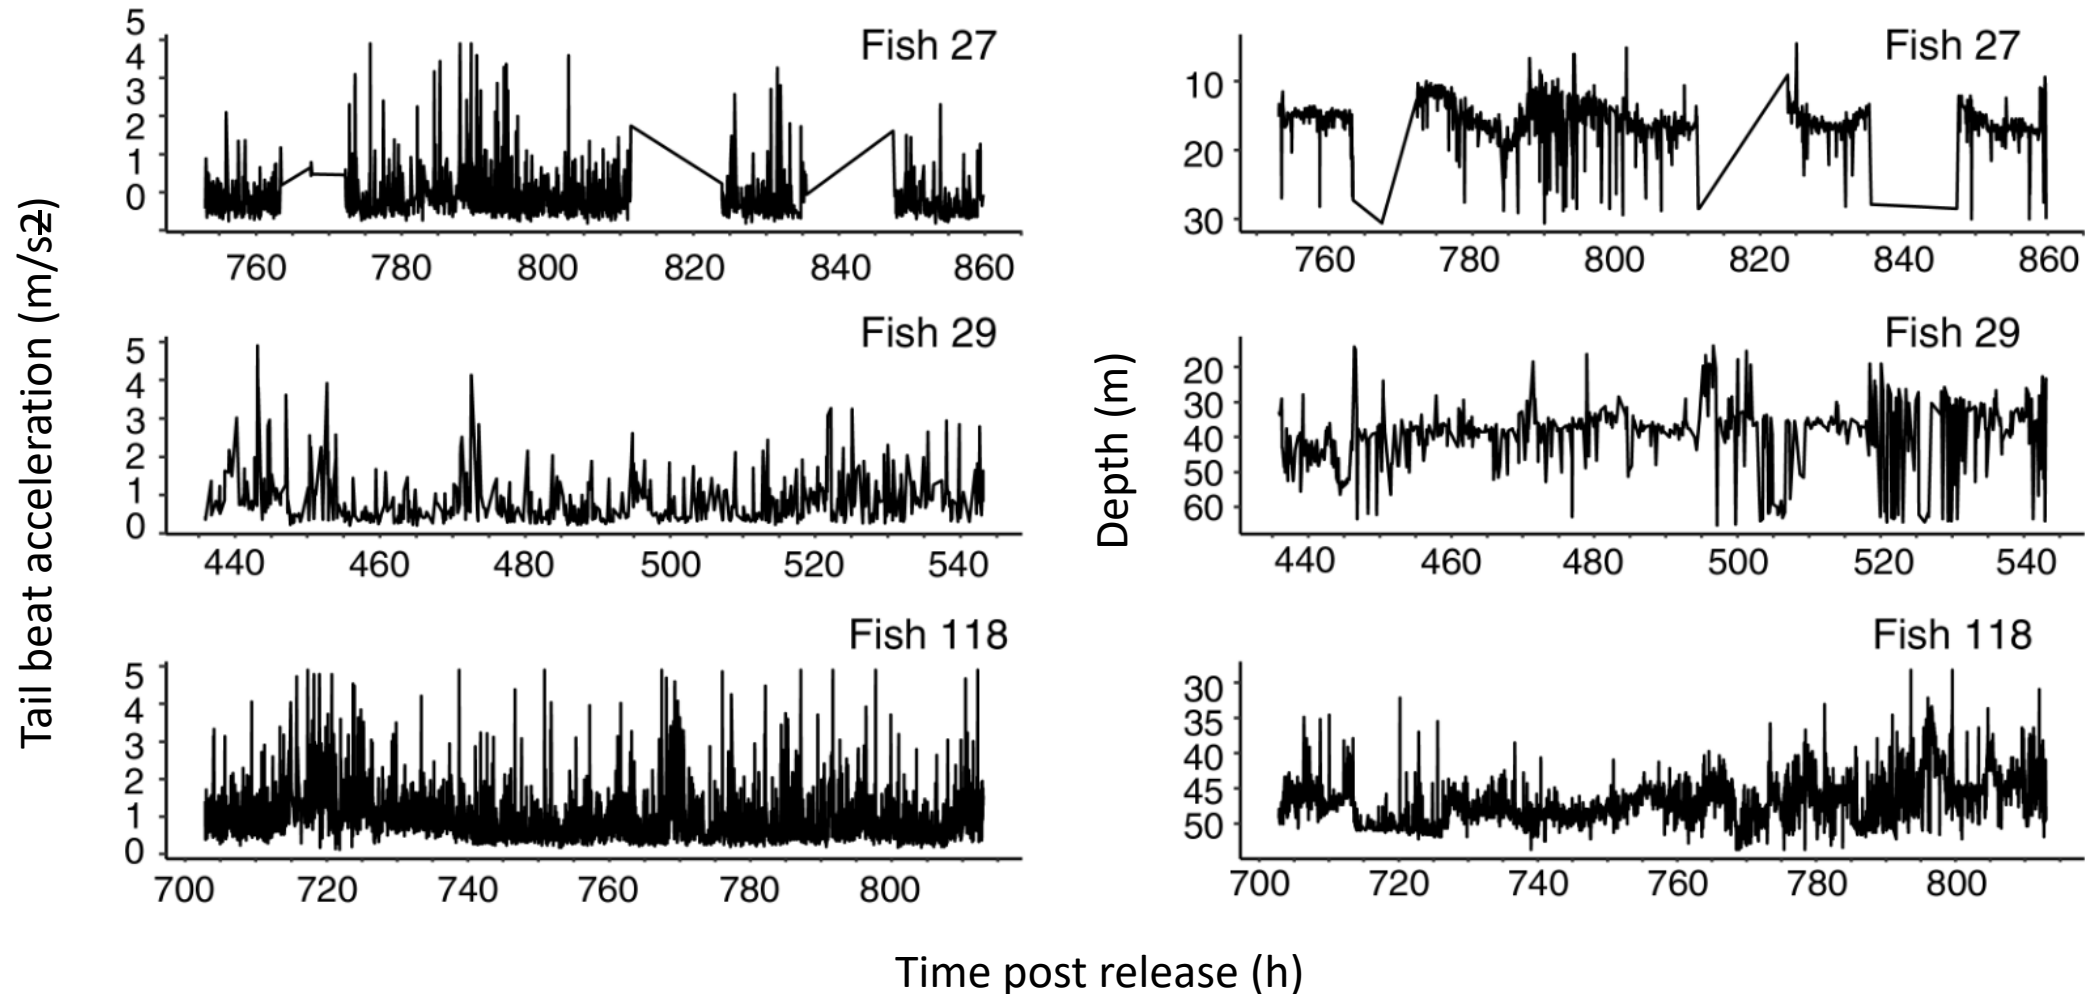 Tail beat acceleration (m/s2)
Fish 27
5
4
3
2
1
0
760 780 800 820 840 860
Fish 29
5
4
3
2
1
0
440 460 480 500 520 540
Fish 118
5
4
3
2
1
0
700 720 740 760 780 800
Depth (m)
Fish 27
10
20
30
760 780 800 820 840 860
Fish 29
20
30
40
50
60
440 460 480 500 520 540
Fish 118
30
35
40
45
50
700 720 740 760 780 800
Time post release (h)